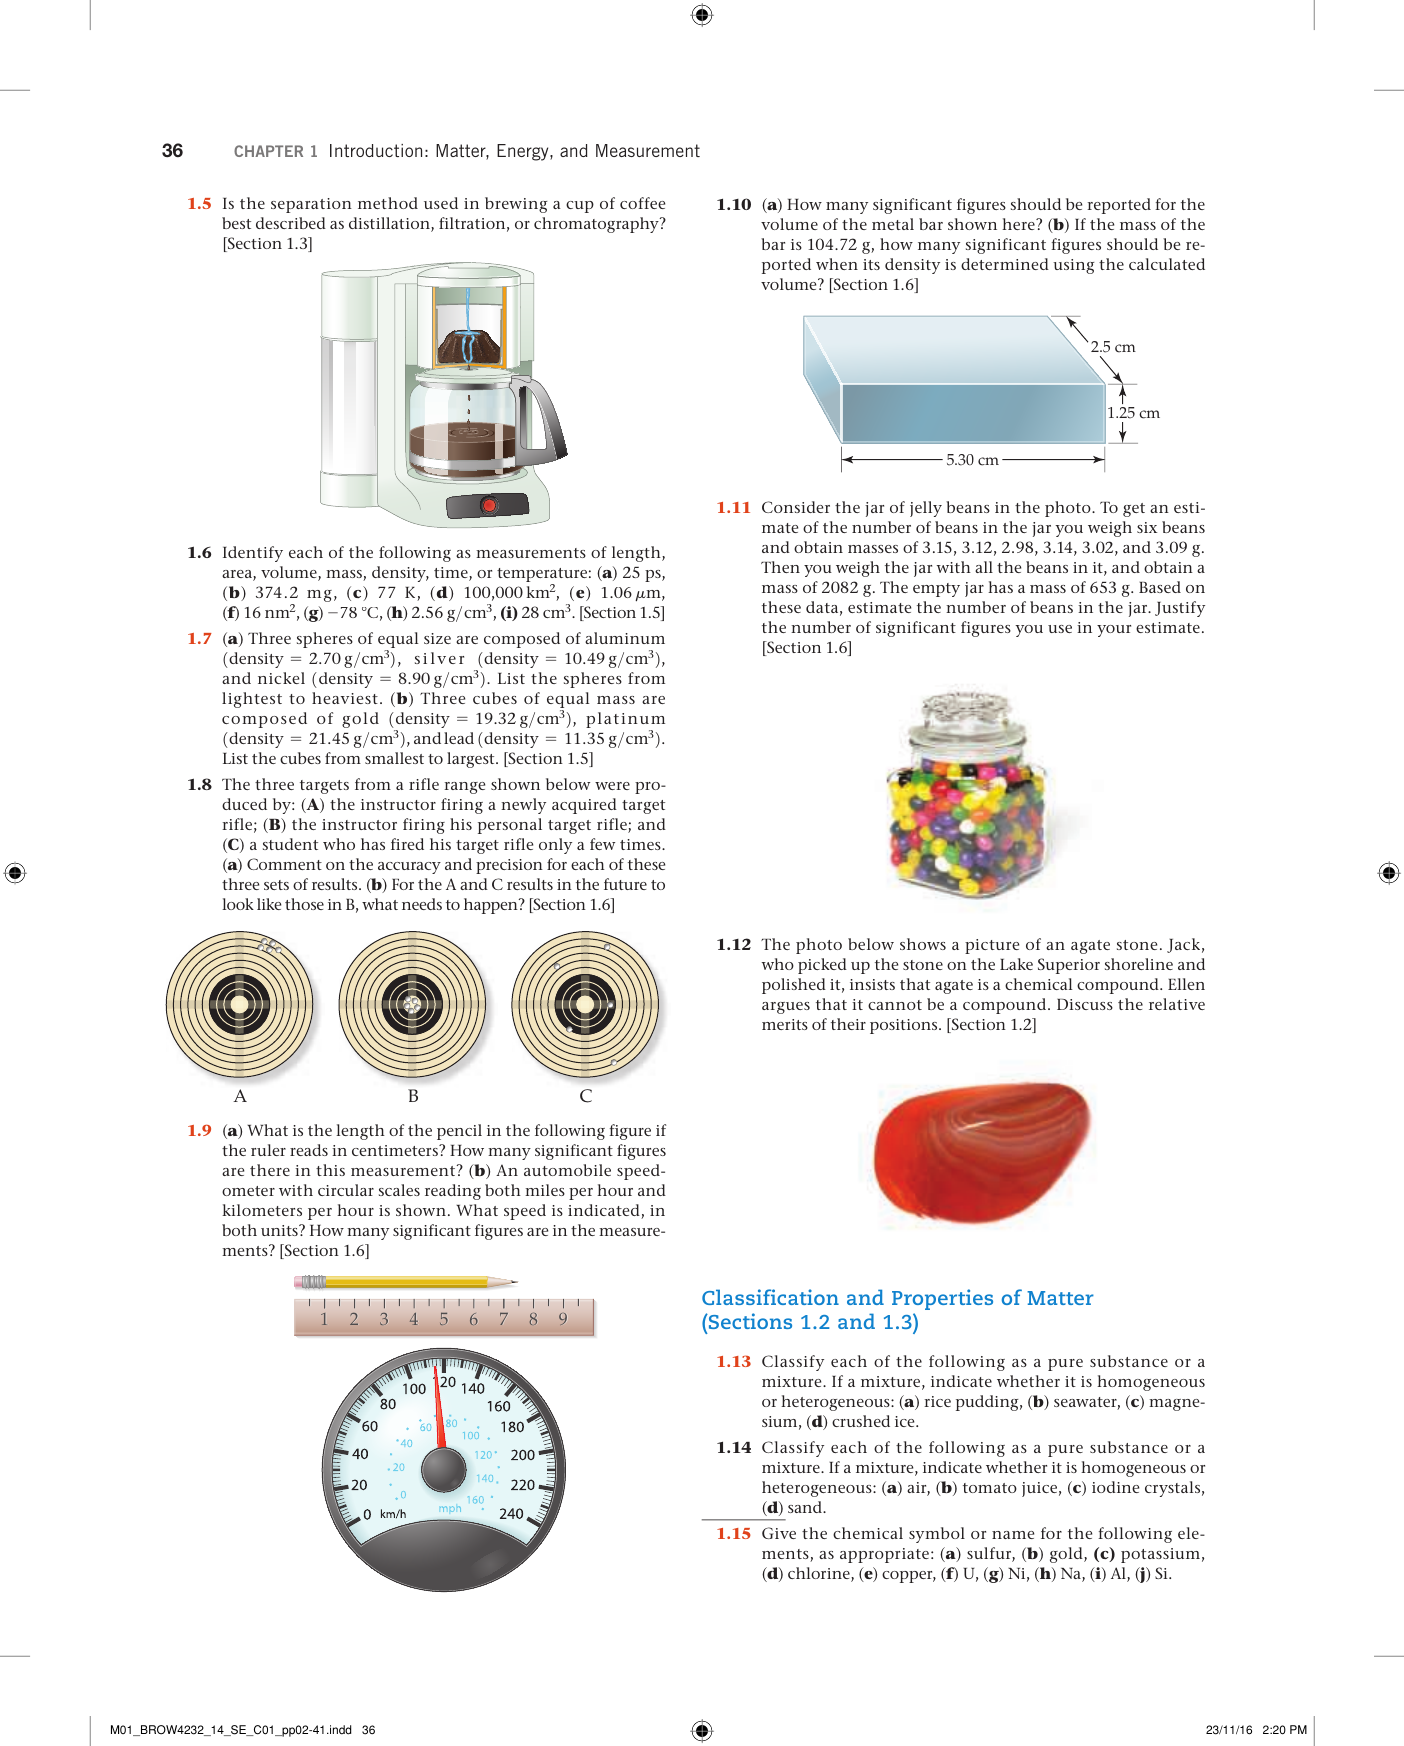 36 CHAPTER 1 Introduction: Matter, Energy, and Measurement
1.5 Is the separation method used in brewing a cup of coffee
best described as distillation, filtration, or chromatography?
[Section 1.3]
1.6 Identify each of the following as measurements of length,
area, volume, mass, density, time, or temperature: (a) 25 ps,
(b) 374.2 mg, (c) 77 K, (d) 100,000 km², (e) 1.06 μm,
(f) 16 nm², (g) −78 °C, (h) 2.56 g/cm³, (i) 28 cm³. [Section 1.5]
1.7 (a) Three spheres of equal size are composed of aluminum
(density = 2.70 g/cm³), silver (density = 10.49 g/cm³),
and nickel (density = 8.90 g/cm³). List the spheres from
lightest to heaviest. (b) Three cubes of equal mass are
composed of gold (density = 19.32 g/cm³), platinum
(density = 21.45 g/cm³), and lead (density = 11.35 g/cm³).
List the cubes from smallest to largest. [Section 1.5]
1.8 The three targets from a rifle range shown below were pro-
duced by: (A) the instructor firing a newly acquired target
rifle; (B) the instructor firing his personal target rifle; and
(C) a student who has fired his target rifle only a few times.
(a) Comment on the accuracy and precision for each of these
three sets of results. (b) For the A and C results in the future to
look like those in B, what needs to happen? [Section 1.6]
A B C
1.9 (a) What is the length of the pencil in the following figure if
the ruler reads in centimeters? How many significant figures
are there in this measurement? (b) An automobile speed-
ometer with circular scales reading both miles per hour and
kilometers per hour is shown. What speed is indicated, in
both units? How many significant figures are in the measure-
ments? [Section 1.6]
1 2 3 4 5 6 7 8 9
0 20 40 60 80 100 20 140 160 180 200 220 240
km/h
0 20 40 60 80 100 120 140 160
mph
1.10 (a) How many significant figures should be reported for the
volume of the metal bar shown here? (b) If the mass of the
bar is 104.72 g, how many significant figures should be re-
ported when its density is determined using the calculated
volume? [Section 1.6]
2.5 cm
1.25 cm
5.30 cm
1.11 Consider the jar of jelly beans in the photo. To get an esti-
mate of the number of beans in the jar you weigh six beans
and obtain masses of 3.15, 3.12, 2.98, 3.14, 3.02, and 3.09 g.
Then you weigh the jar with all the beans in it, and obtain a
mass of 2082 g. The empty jar has a mass of 653 g. Based on
these data, estimate the number of beans in the jar. Justify
the number of significant figures you use in your estimate.
[Section 1.6]
1.12 The photo below shows a picture of an agate stone. Jack,
who picked up the stone on the Lake Superior shoreline and
polished it, insists that agate is a chemical compound. Ellen
argues that it cannot be a compound. Discuss the relative
merits of their positions. [Section 1.2]
Classification and Properties of Matter
(Sections 1.2 and 1.3)
1.13 Classify each of the following as a pure substance or a
mixture. If a mixture, indicate whether it is homogeneous
or heterogeneous: (a) rice pudding, (b) seawater, (c) magne-
sium, (d) crushed ice.
1.14 Classify each of the following as a pure substance or a
mixture. If a mixture, indicate whether it is homogeneous or
heterogeneous: (a) air, (b) tomato juice, (c) iodine crystals,
(d) sand.
1.15 Give the chemical symbol or name for the following ele-
ments, as appropriate: (a) sulfur, (b) gold, (c) potassium,
(d) chlorine, (e) copper, (f) U, (g) Ni, (h) Na, (i) Al, (j) Si.
M01_BROW4232_14_SE_C01_pp02-41.indd 36
23/11/16 2:20 PM